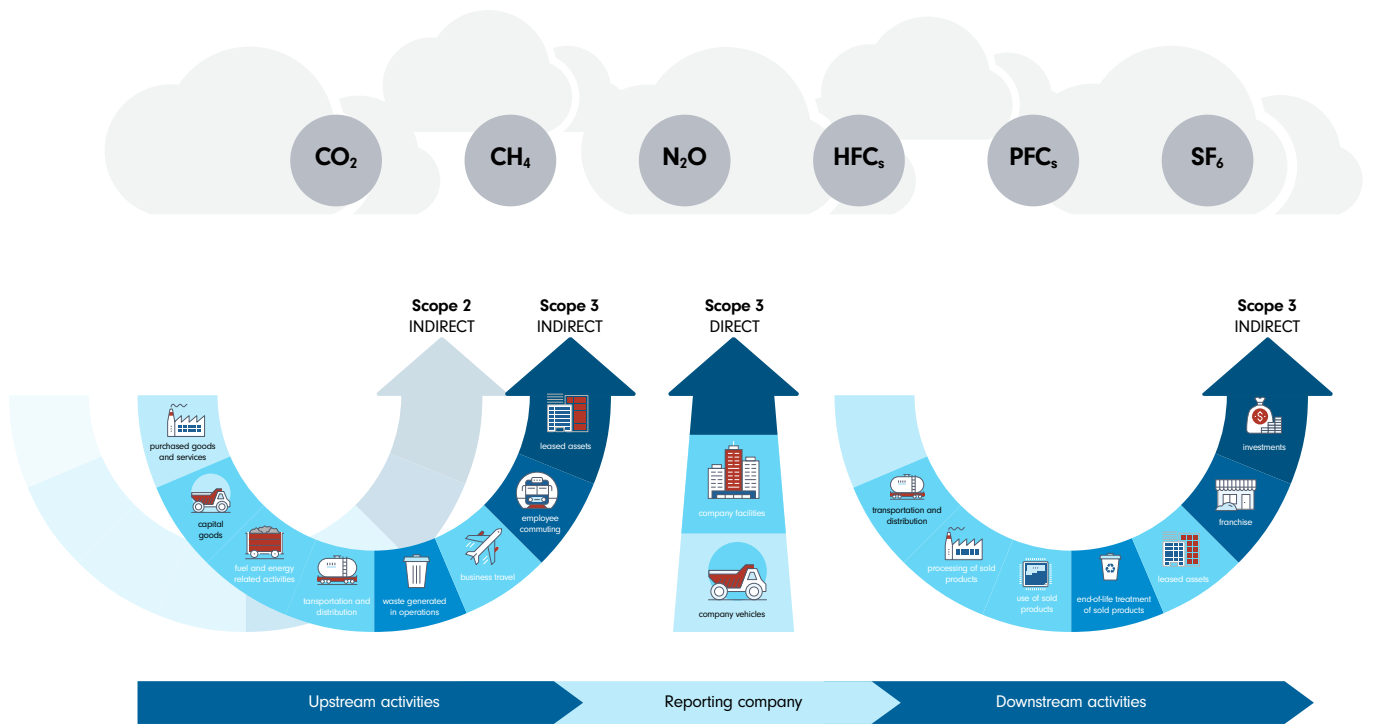 CO₂
CH₄
N₂O
HFCₛ
PFCₛ
SF₆
Scope 2
INDIRECT
Scope 3
INDIRECT
Scope 3
DIRECT
Scope 3
INDIRECT
purchased goods
and services
capital
goods
fuel and energy
related activities
tansportation and
distribution
waste generated
in operations
business travel
employee
commuting
leased assets
company facilities
company vehicles
transportation and
distribution
processing of sold
products
use of sold
products
end-of-life treatment
of sold products
leased assets
franchise
investments
Upstream activities
Reporting company
Downstream activities